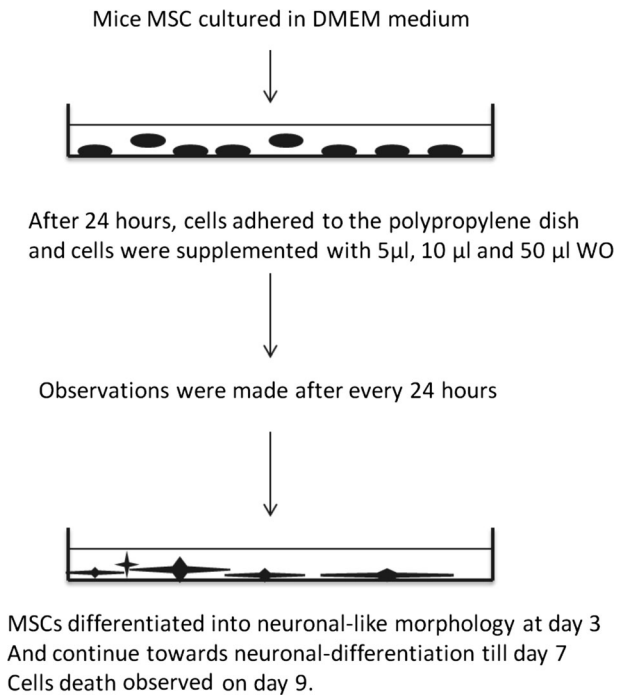 Mice MSC cultured in DMEM medium
After 24 hours, cells adhered to the polypropylene dish
and cells were supplemented with 5µl, 10 µl and 50 µl WO
Observations were made after every 24 hours
MSCs differentiated into neuronal-like morphology at day 3
And continue towards neuronal-differentiation till day 7
Cells death observed on day 9.